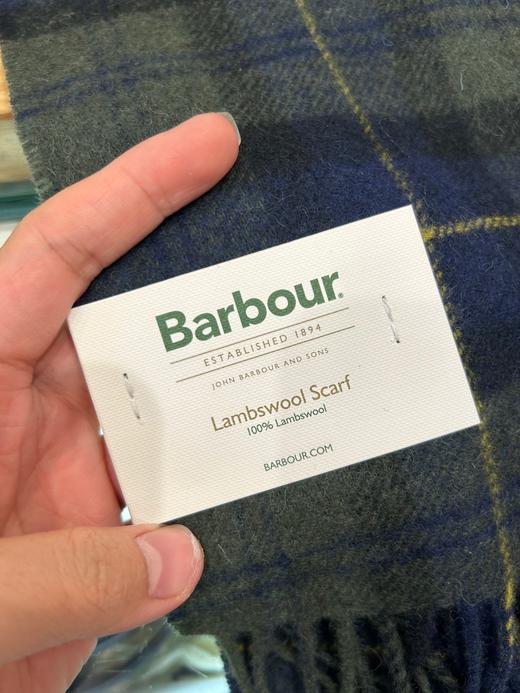 Barbour®
ESTABLISHED 1894
JOHN BARBOUR AND SONS
Lambswool Scarf
100% Lambswool
BARBOUR.COM